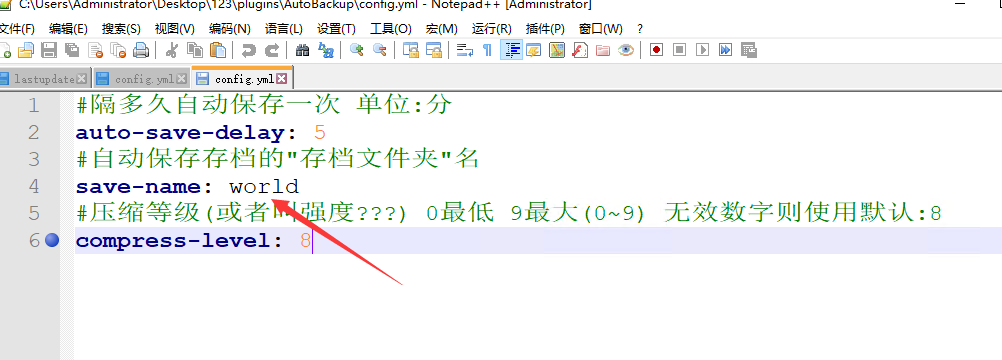 C:\Users\Administrator\Desktop\123\plugins\AutoBackup\config.yml - Notepad++ [Administrator]
文件(F) 编辑(E) 搜索(S) 视图(V) 编码(N) 语言(L) 设置(T) 工具(O) 宏(M) 运行(R) 插件(P) 窗口(W) ?
lastupdate config.yml config.yml
1 #隔多久自动保存一次 单位:分
2 auto-save-delay: 5
3 #自动保存存档的"存档文件夹"名
4 save-name: world
5 #压缩等级(或者叫强度???) 0最低 9最大(0~9) 无效数字则使用默认:8
6 compress-level: 8